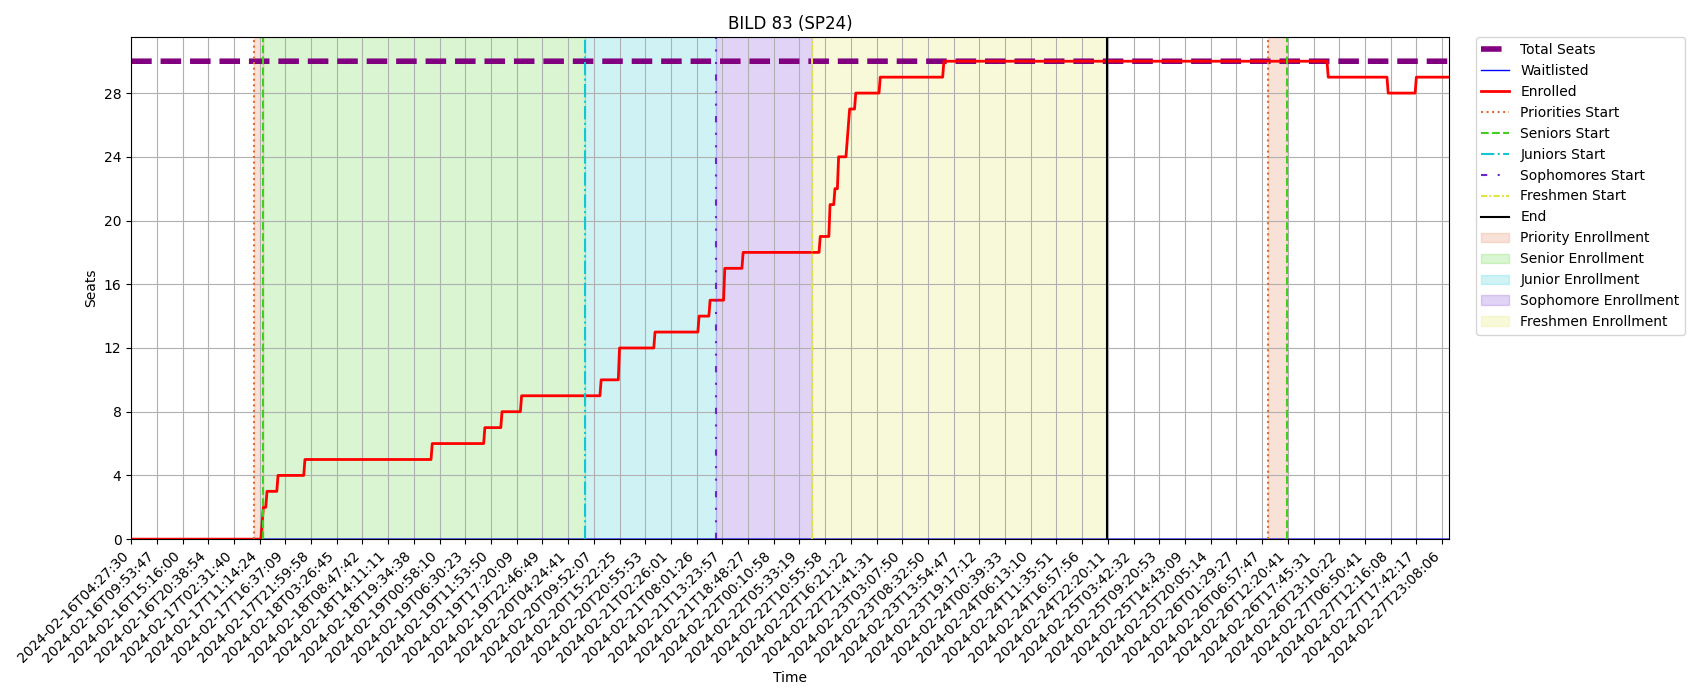 BILD 83 (SP24)
Seats
28
24
20
16
12
8
4
0
2024-02-16T04:27:30
2024-02-16T09:53:47
2024-02-16T15:16:00
2024-02-16T20:38:54
2024-02-17T02:31:40
2024-02-17T11:14:24
2024-02-17T16:37:09
2024-02-17T21:59:58
2024-02-18T03:26:45
2024-02-18T08:47:42
2024-02-18T14:11:11
2024-02-18T19:34:38
2024-02-19T00:58:10
2024-02-19T06:30:23
2024-02-19T11:53:50
2024-02-19T17:20:09
2024-02-19T22:46:49
2024-02-20T04:24:41
2024-02-20T09:52:07
2024-02-20T15:22:25
2024-02-20T20:55:53
2024-02-21T02:26:01
2024-02-21T08:01:26
2024-02-21T13:23:57
2024-02-21T18:48:27
2024-02-22T00:10:58
2024-02-22T05:33:19
2024-02-22T10:55:58
2024-02-22T16:21:22
2024-02-22T21:41:31
2024-02-23T03:07:50
2024-02-23T08:32:50
2024-02-23T13:54:47
2024-02-23T19:17:12
2024-02-24T00:39:33
2024-02-24T06:13:10
2024-02-24T11:35:51
2024-02-24T16:57:56
2024-02-24T22:20:11
2024-02-25T03:42:32
2024-02-25T09:20:53
2024-02-25T14:43:09
2024-02-25T20:05:14
2024-02-26T01:29:27
2024-02-26T06:57:47
2024-02-26T12:20:41
2024-02-26T17:45:31
2024-02-26T23:10:22
2024-02-27T06:50:41
2024-02-27T12:16:08
2024-02-27T17:42:17
2024-02-27T23:08:06
Time
Total Seats
Waitlisted
Enrolled
Priorities Start
Seniors Start
Juniors Start
Sophomores Start
Freshmen Start
End
Priority Enrollment
Senior Enrollment
Junior Enrollment
Sophomore Enrollment
Freshmen Enrollment